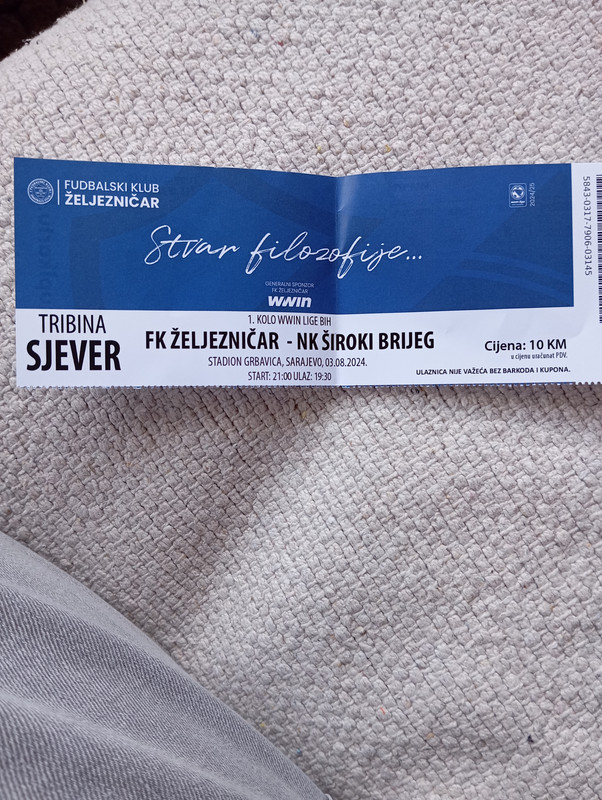 FUDBALSKI KLUB
ŽELJEZNIČAR
2024/25
5843-0317-7906-03145
Stvar filozofije...
GENERALNI SPONZOR
FK ŽELJEZNIČAR
wwin
TRIBINA
SJEVER
1. KOLO WWIN LIGE BIH
FK ŽELJEZNIČAR - NK ŠIROKI BRIJEG
STADION GRBAVICA, SARAJEVO, 03.08.2024.
START: 21:00 ULAZ: 19:30
Cijena: 10 KM
u cijenu uračunat PDV.
ULAZNICA NIJE VAŽEĆA BEZ BARKODA I KUPONA.